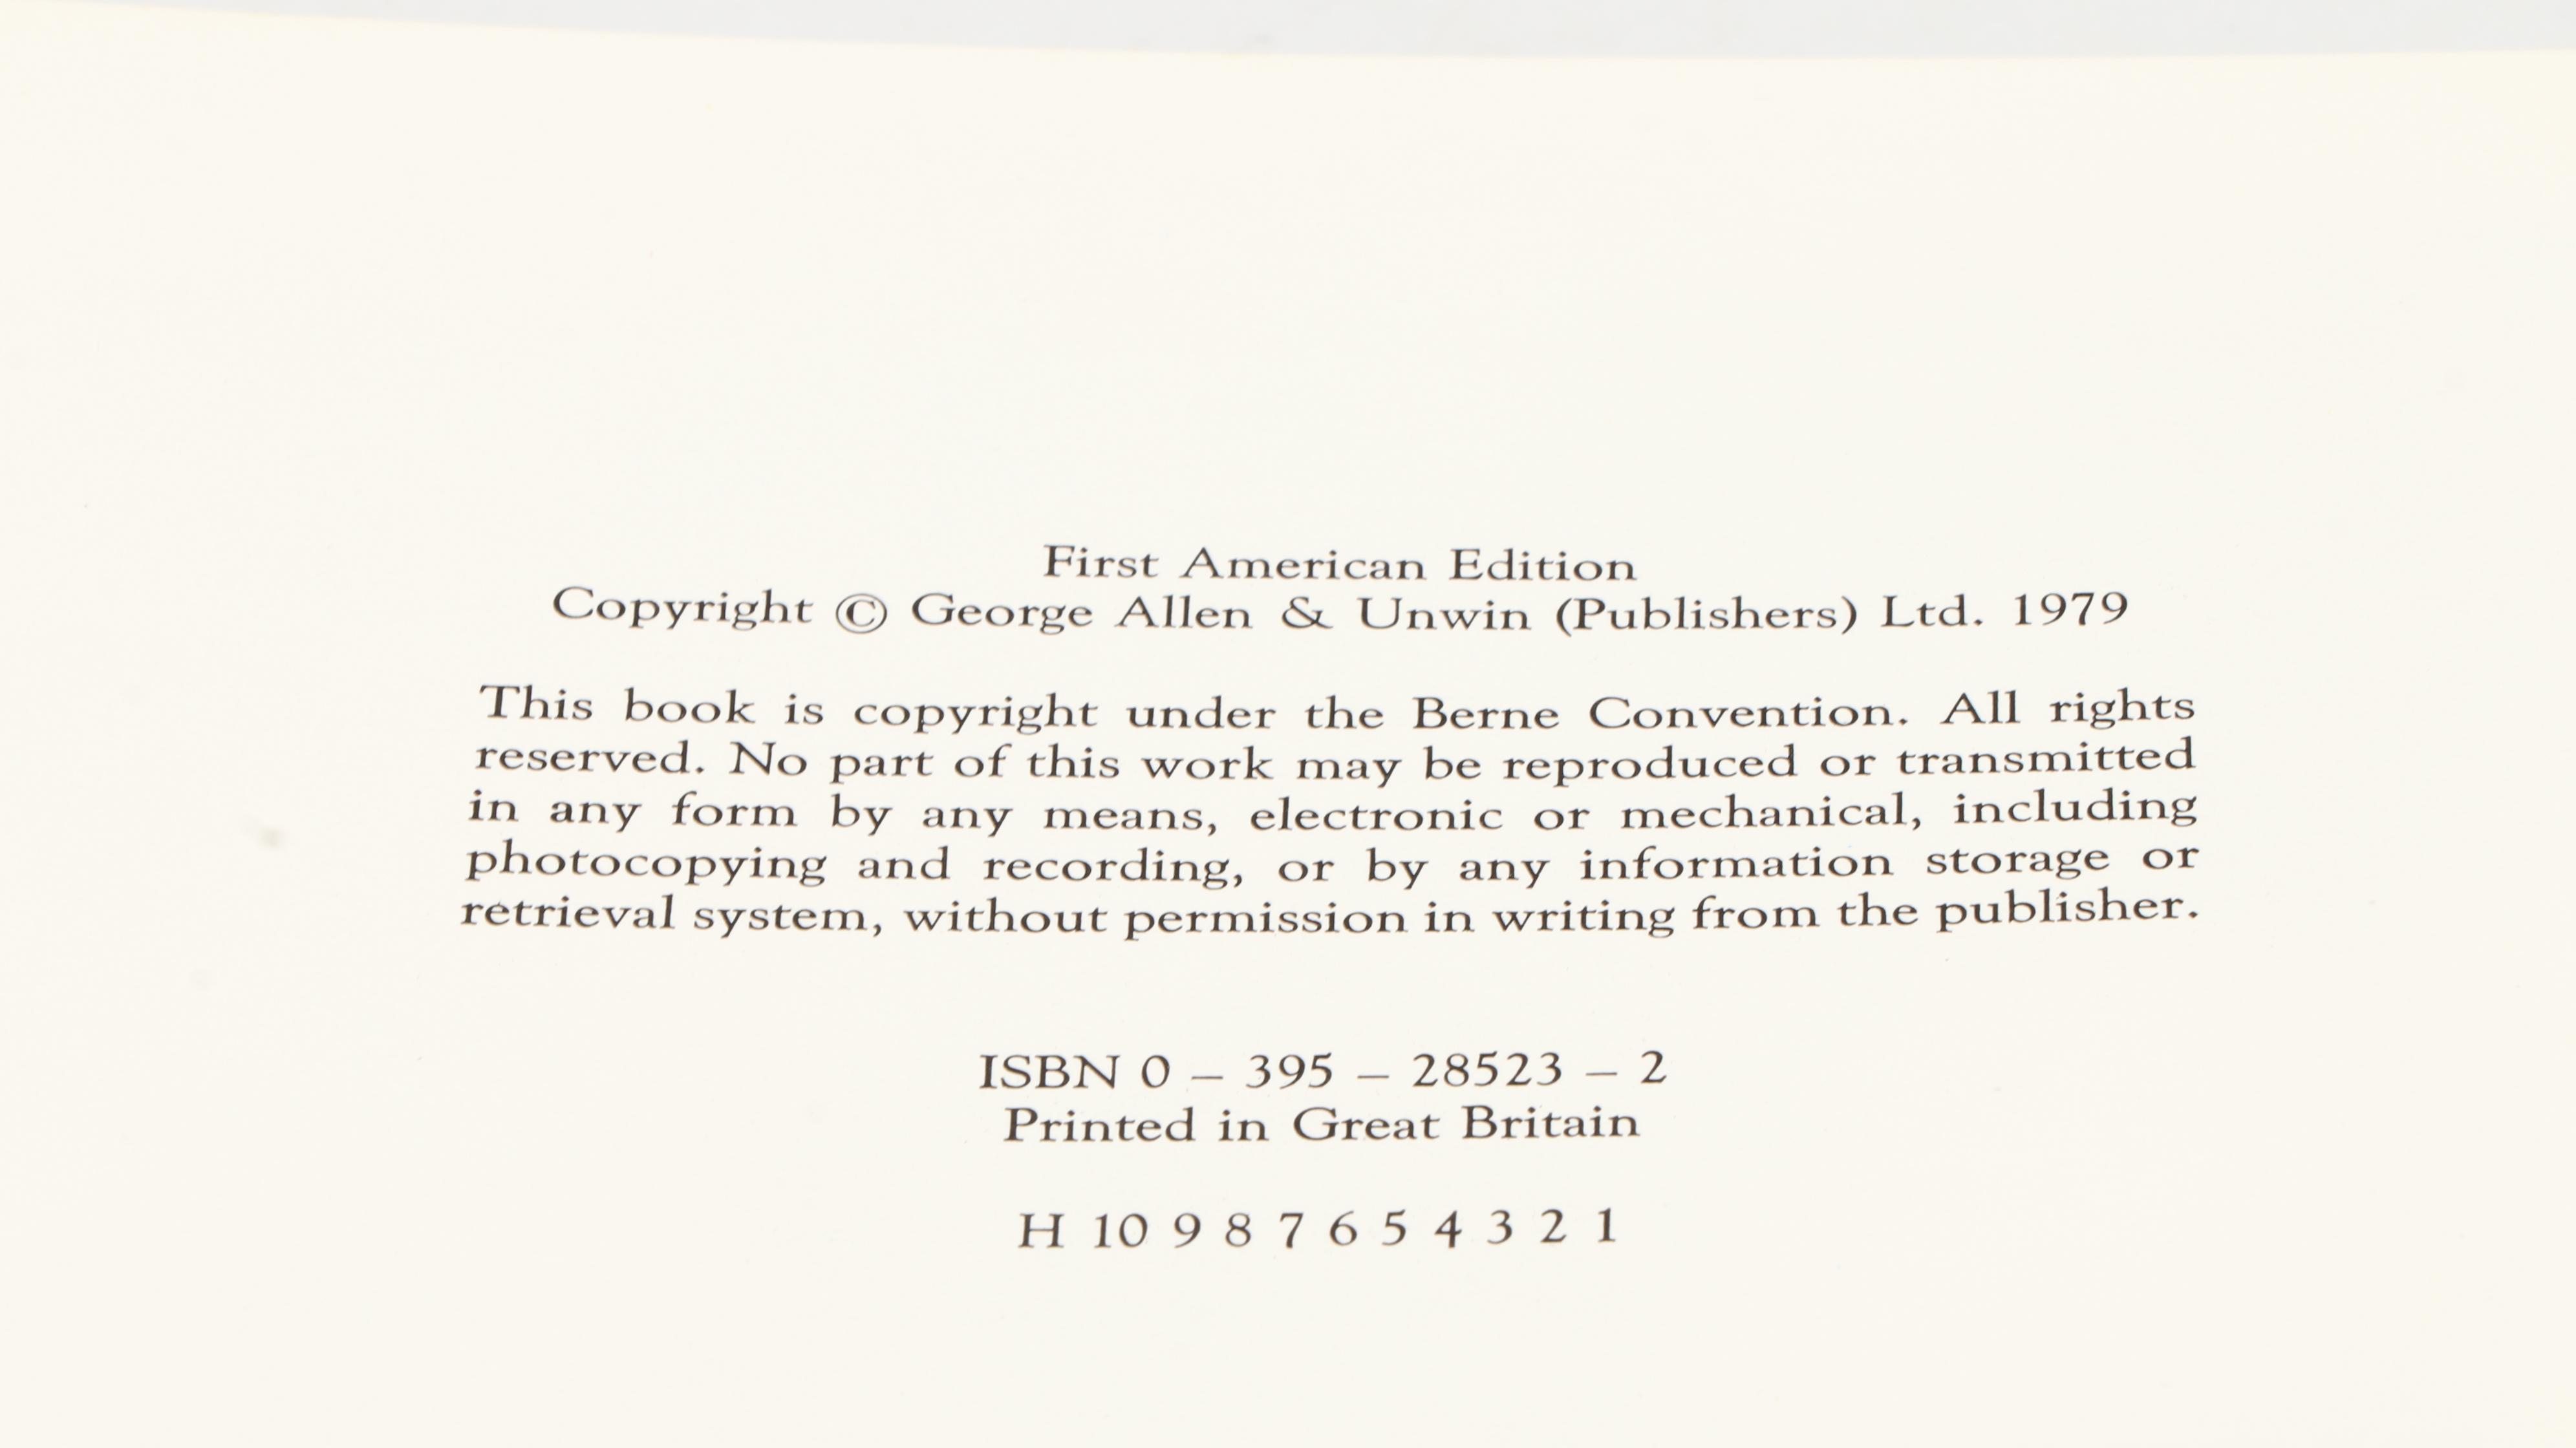 First American Edition
Copyright © George Allen & Unwin (Publishers) Ltd. 1979
This book is copyright under the Berne Convention. All rights
reserved. No part of this work may be reproduced or transmitted
in any form by any means, electronic or mechanical, including
photocopying and recording, or by any information storage or
retrieval system, without permission in writing from the publisher.
ISBN 0 – 395 – 28523 – 2
Printed in Great Britain
H 10 9 8 7 6 5 4 3 2 1